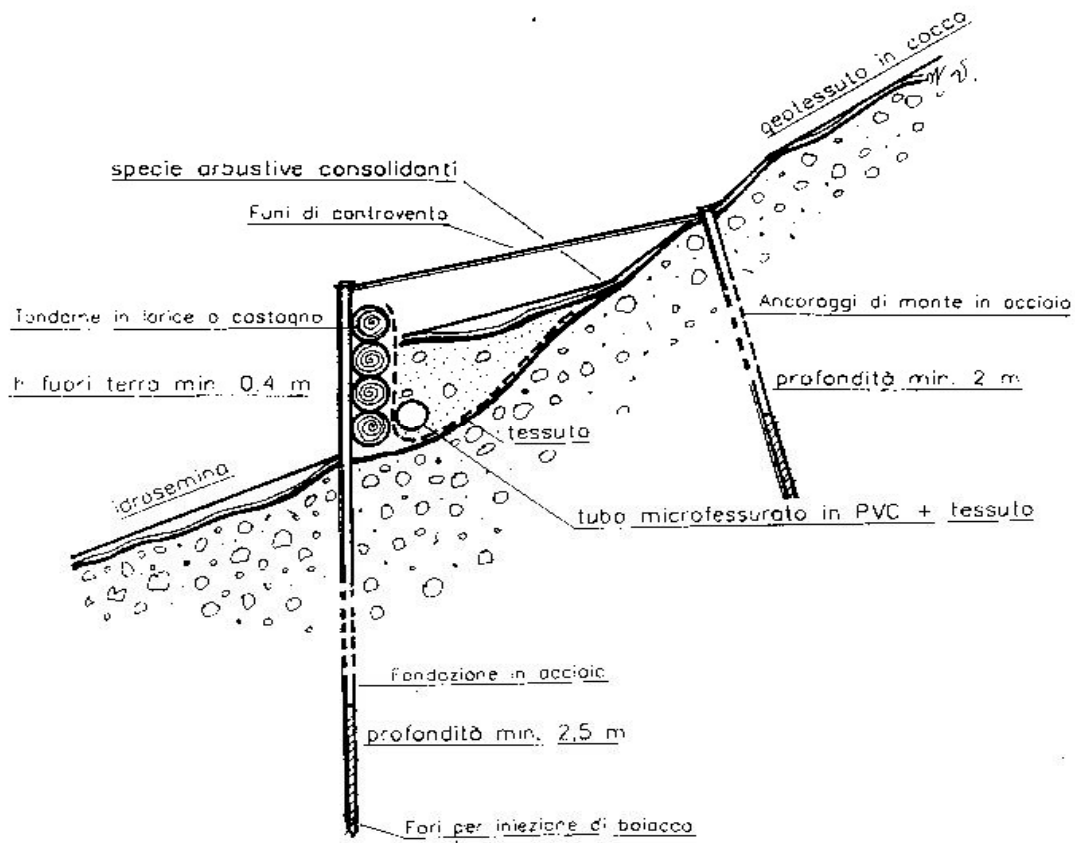 geotessuto in cocco
specie arbustive consolidanti
Funi di controvento
Tondame in larice o castagno
Ancoraggi di monte in acciaio
h fuori terra min. 0,4 m
profondità min. 2 m
tessuto
idrosemina
tubo microfessurato in PVC + tessuto
Fondazione in acciaio
profondità min. 2,5 m
Fori per iniezione di boiacca